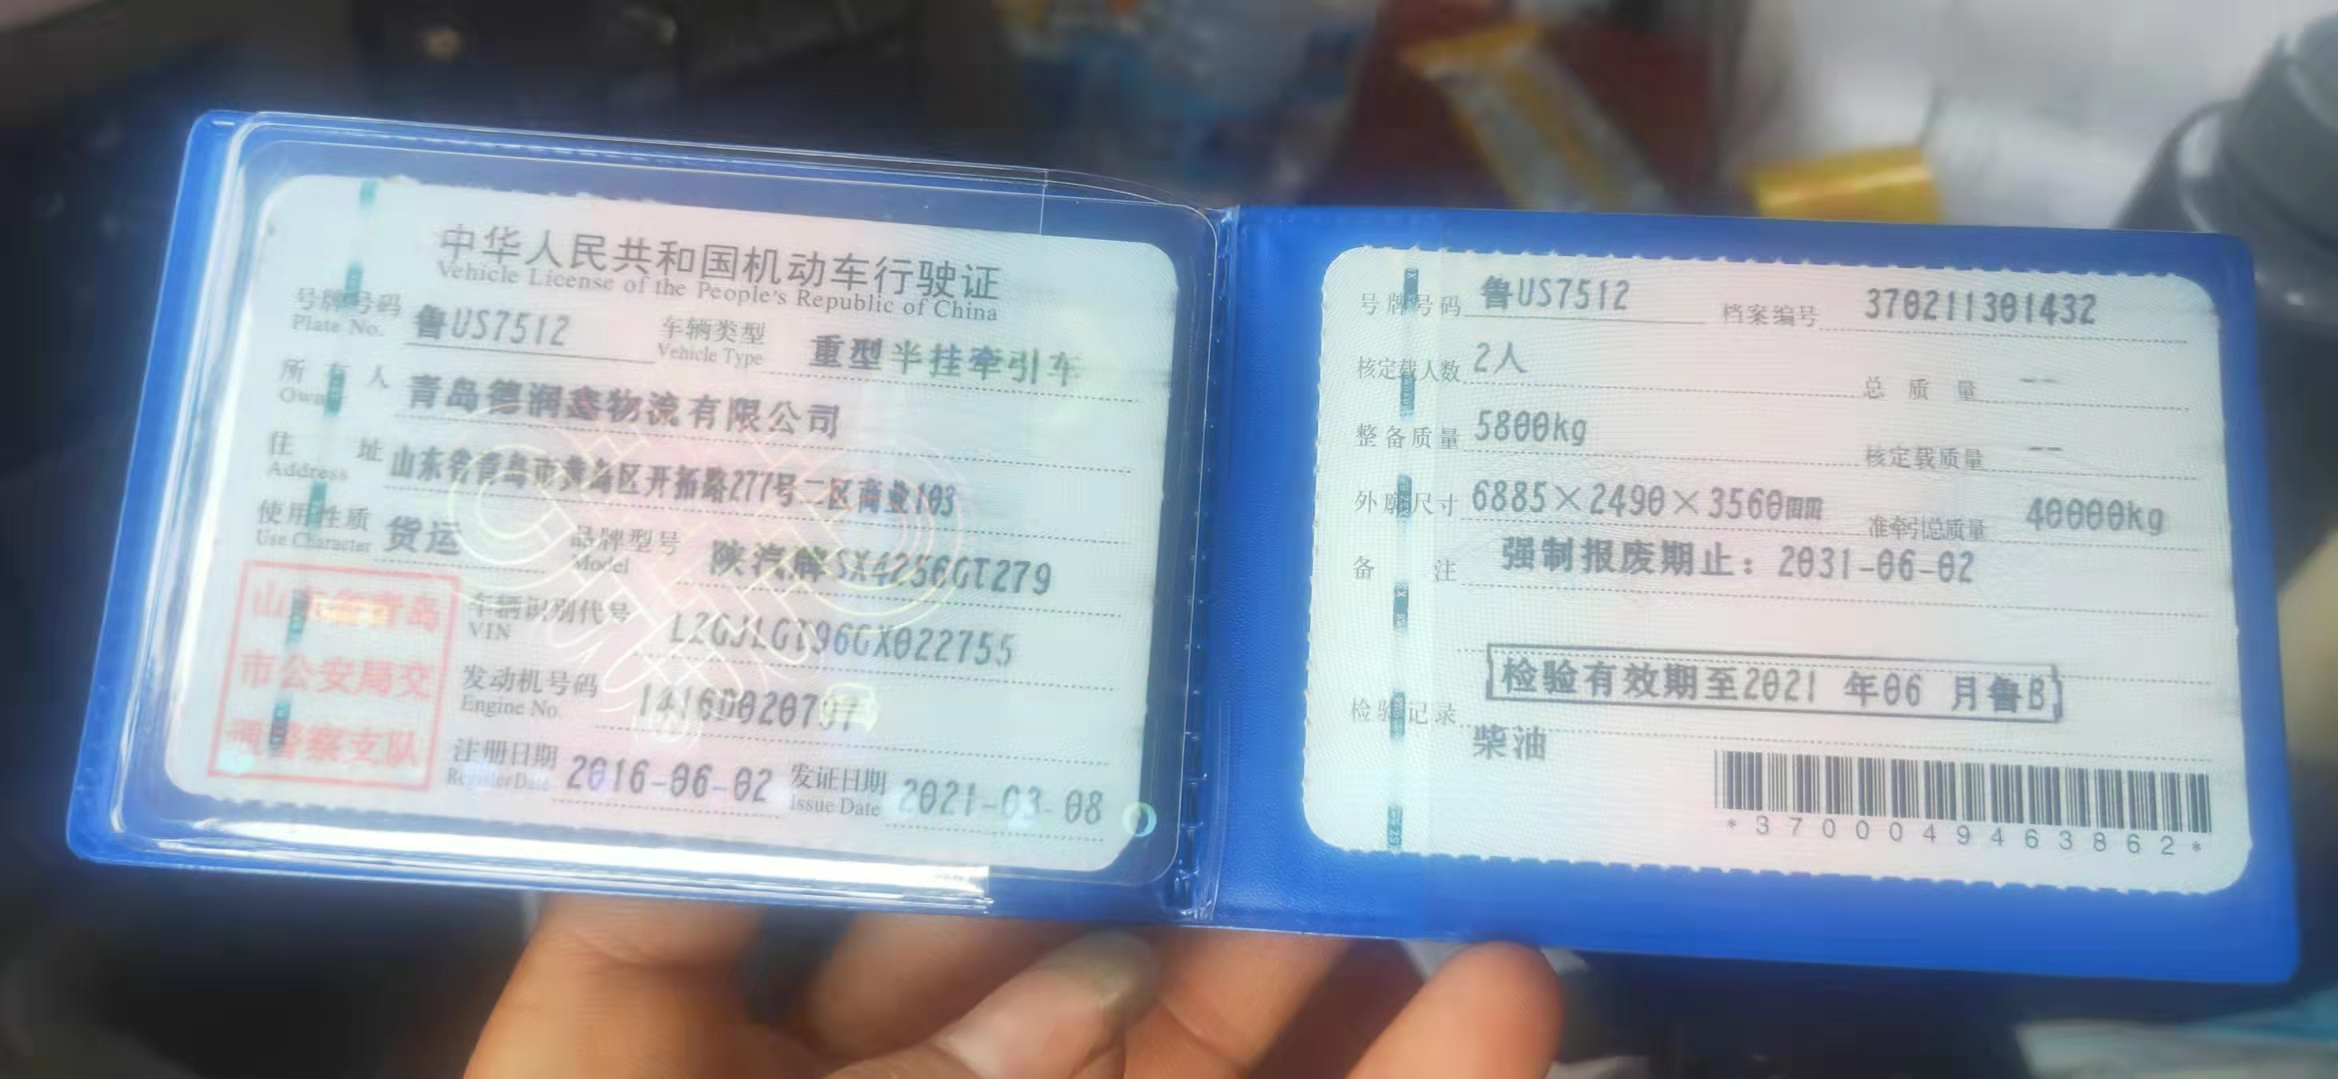 中华人民共和国机动车行驶证
Vehicle License of the People's Republic of China
号牌号码 鲁US7512 车辆类型 重型半挂牵引车
Plate No. Vehicle Type
所有人 青岛德润鑫物流有限公司
Owner
住址 山东省青岛市黄岛区开拓路277号二区商业103
Address
使用性质 货运 品牌型号 陕汽牌SX4256GT279
Use Character Model
山东省青岛
市公安局交
通警察支队
车辆识别代号 LZGJLGT96GX022755
VIN
发动机号码 1416D020797
Engine No.
注册日期 2016-06-02 发证日期 2021-03-08
Register Date Issue Date
号牌号码 鲁US7512 档案编号 370211301432
核定载人数 2人 总质量 --
整备质量 5800kg 核定载质量 --
外廓尺寸 6885×2490×3560mm 准牵引总质量 40000kg
备注 强制报废期止：2031-06-02
检验有效期至2021 年06 月鲁B
检验记录
柴油
*3700049463862*